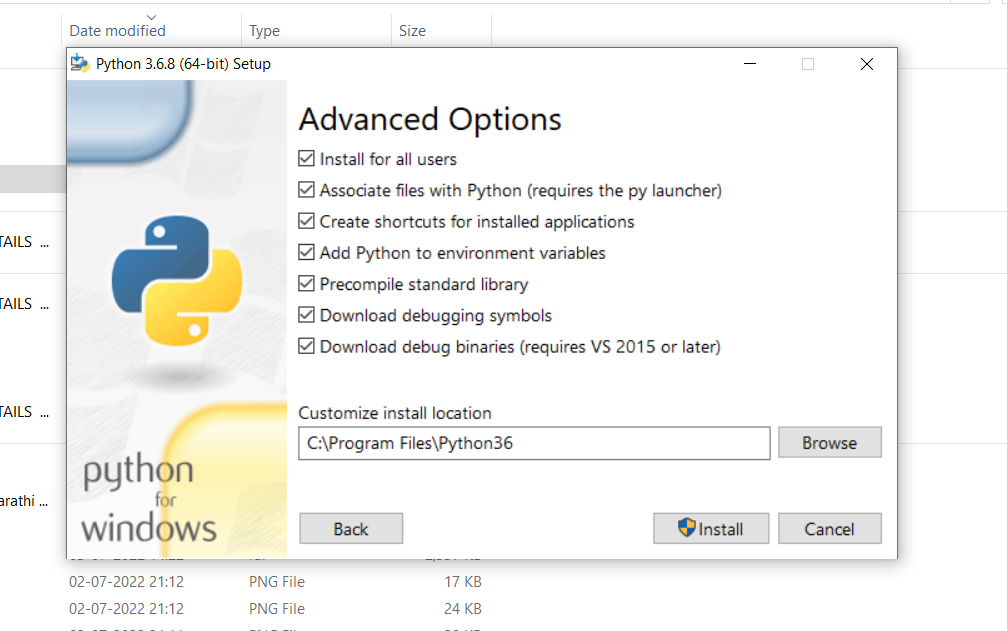 Date modified Type Size
Python 3.6.8 (64-bit) Setup
Advanced Options
Install for all users
Associate files with Python (requires the py launcher)
Create shortcuts for installed applications
Add Python to environment variables
Precompile standard library
Download debugging symbols
Download debug binaries (requires VS 2015 or later)
Customize install location
C:\Program Files\Python36
Browse
python
for
windows
Back
Install
Cancel
TAILS ...
TAILS ...
TAILS ...
arathi ...
02-07-2022 21:12 PNG File 17 KB
02-07-2022 21:12 PNG File 24 KB